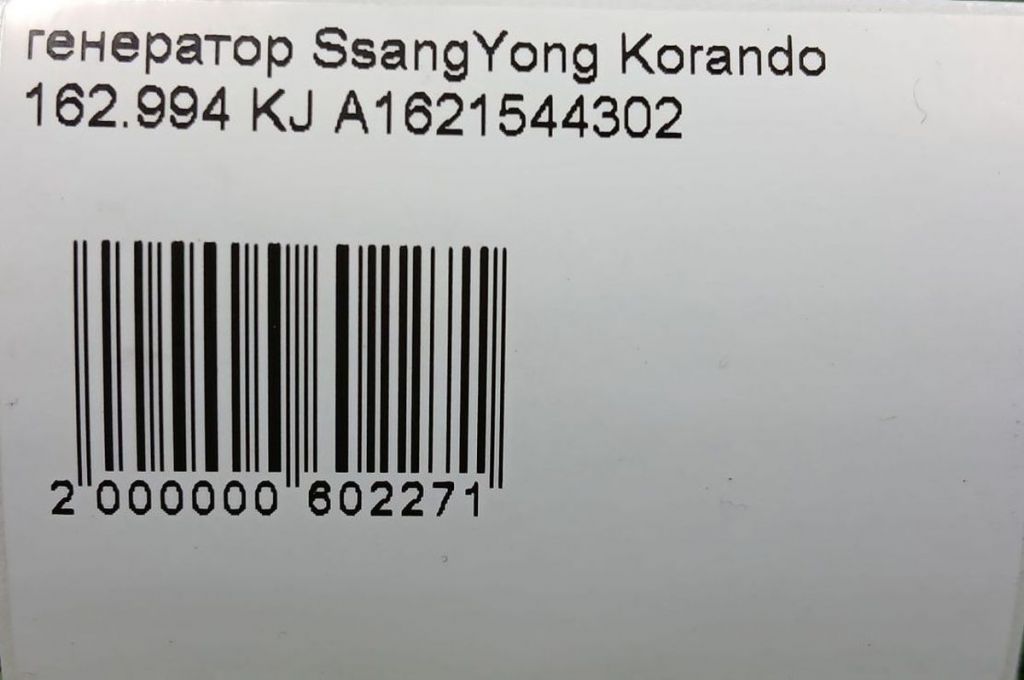 генератор SsangYong Korando
162.994 KJ A1621544302
2 000000 602271